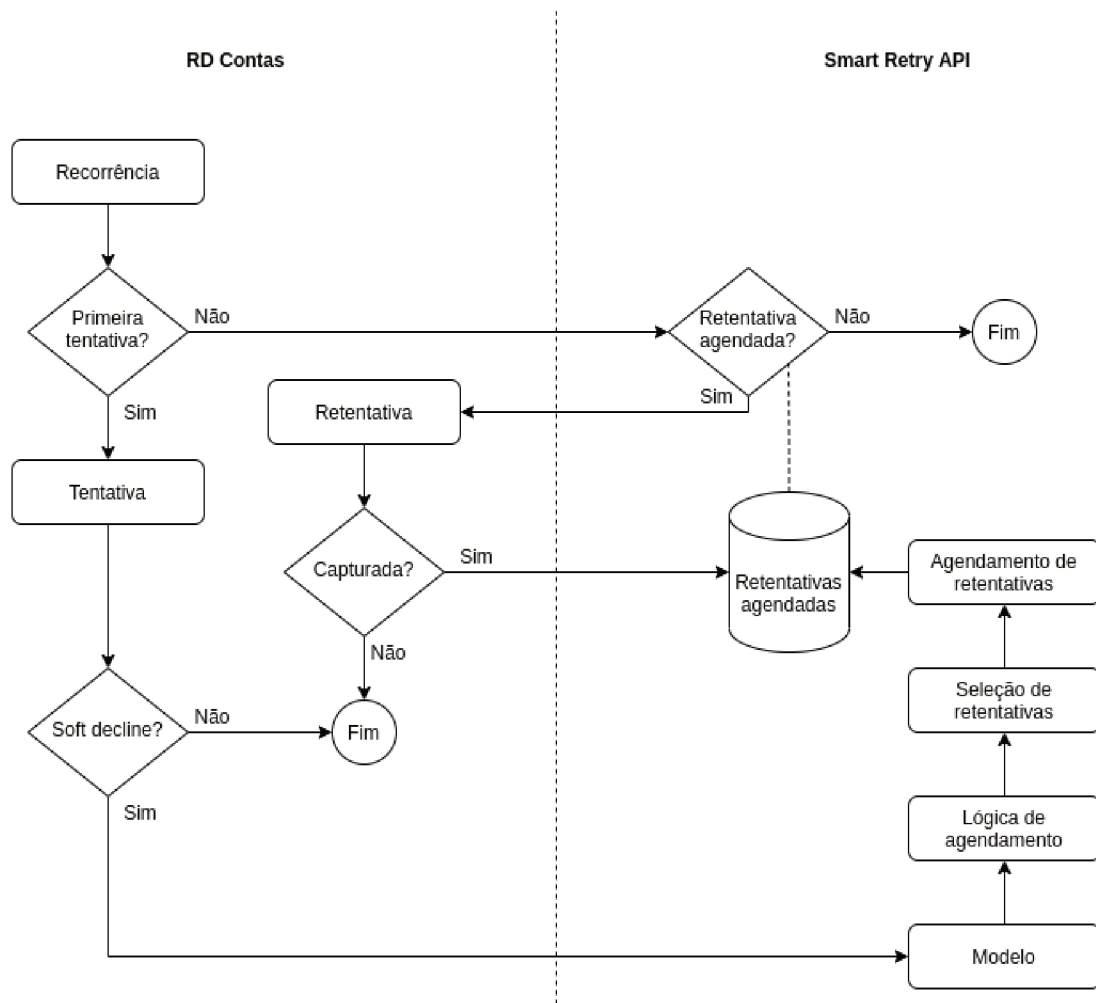 RD Contas
Smart Retry API
Recorrência
Primeira
tentativa?
Não
Retentativa
agendada?
Não
Fim
Sim
Sim
Retentativa
Tentativa
Capturada?
Sim
Retentativas
agendadas
Agendamento de
retentativas
Não
Seleção de
retentativas
Soft decline?
Não
Fim
Sim
Lógica de
agendamento
Modelo